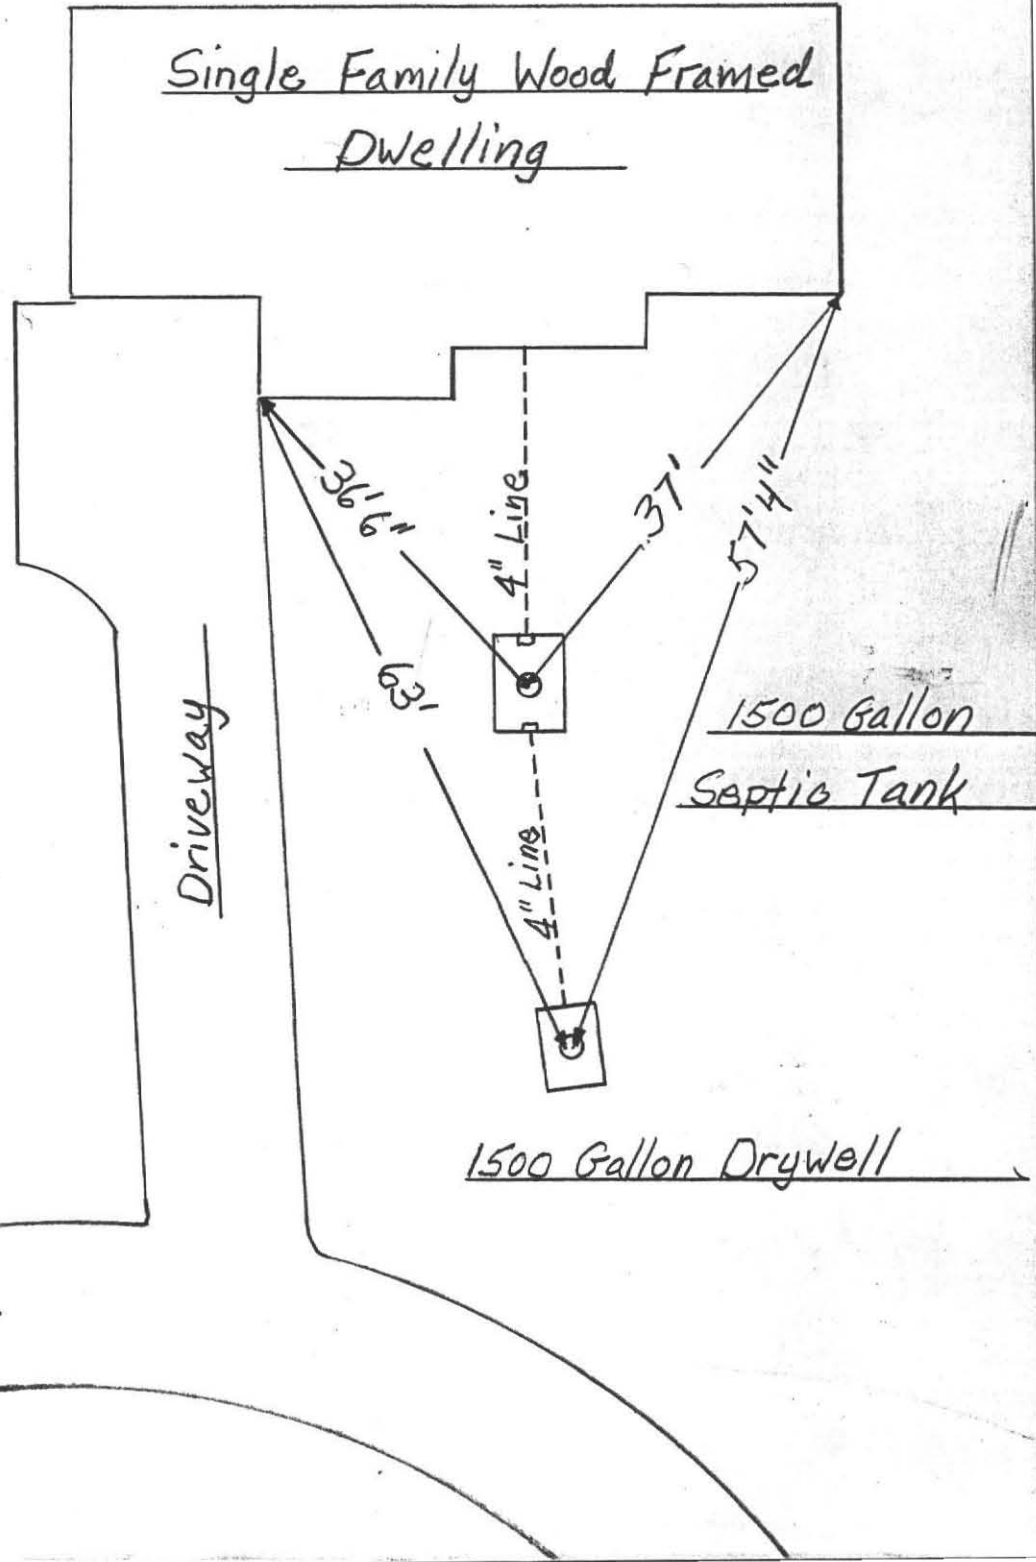 Single Family Wood Framed
Dwelling
36'6"
4" Line
37'
57'4"
63'
Driveway
1500 Gallon
Septic Tank
4" Line
1500 Gallon Drywell